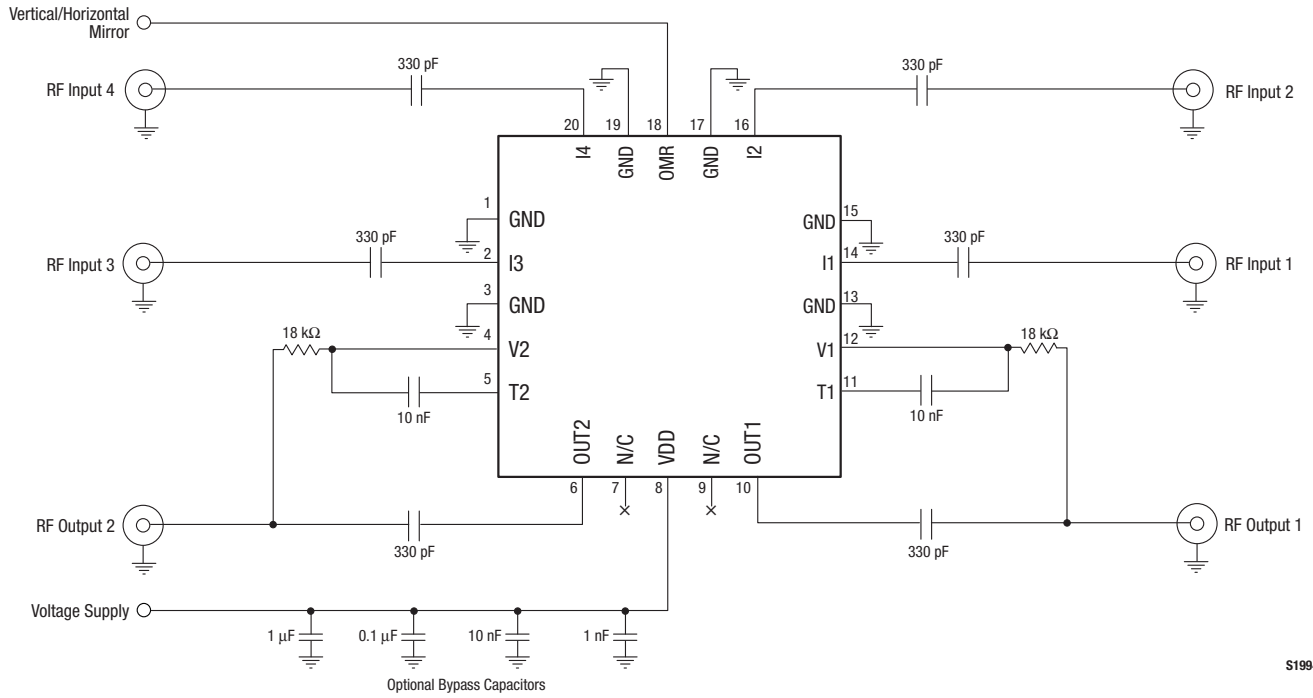 Vertical/Horizontal
Mirror
330 pF
330 pF
RF Input 4
RF Input 2
20
19
18
17
16
I4
GND
OMR
GND
I2
1
GND
GND
15
330 pF
330 pF
RF Input 3
2
I3
I1
14
RF Input 1
3
GND
GND
13
18 kΩ
4
V2
V1
12
18 kΩ
5
T2
T1
11
10 nF
10 nF
OUT2
N/C
VDD
N/C
OUT1
6
7
8
9
10
RF Output 2
RF Output 1
330 pF
330 pF
Voltage Supply
1 μF
0.1 μF
10 nF
1 nF
Optional Bypass Capacitors
S199